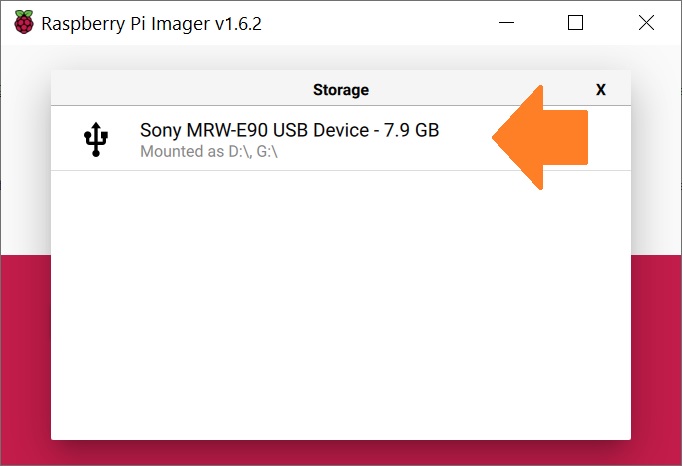 Raspberry Pi Imager v1.6.2
Storage X
Sony MRW-E90 USB Device - 7.9 GB
Mounted as D:\, G:\